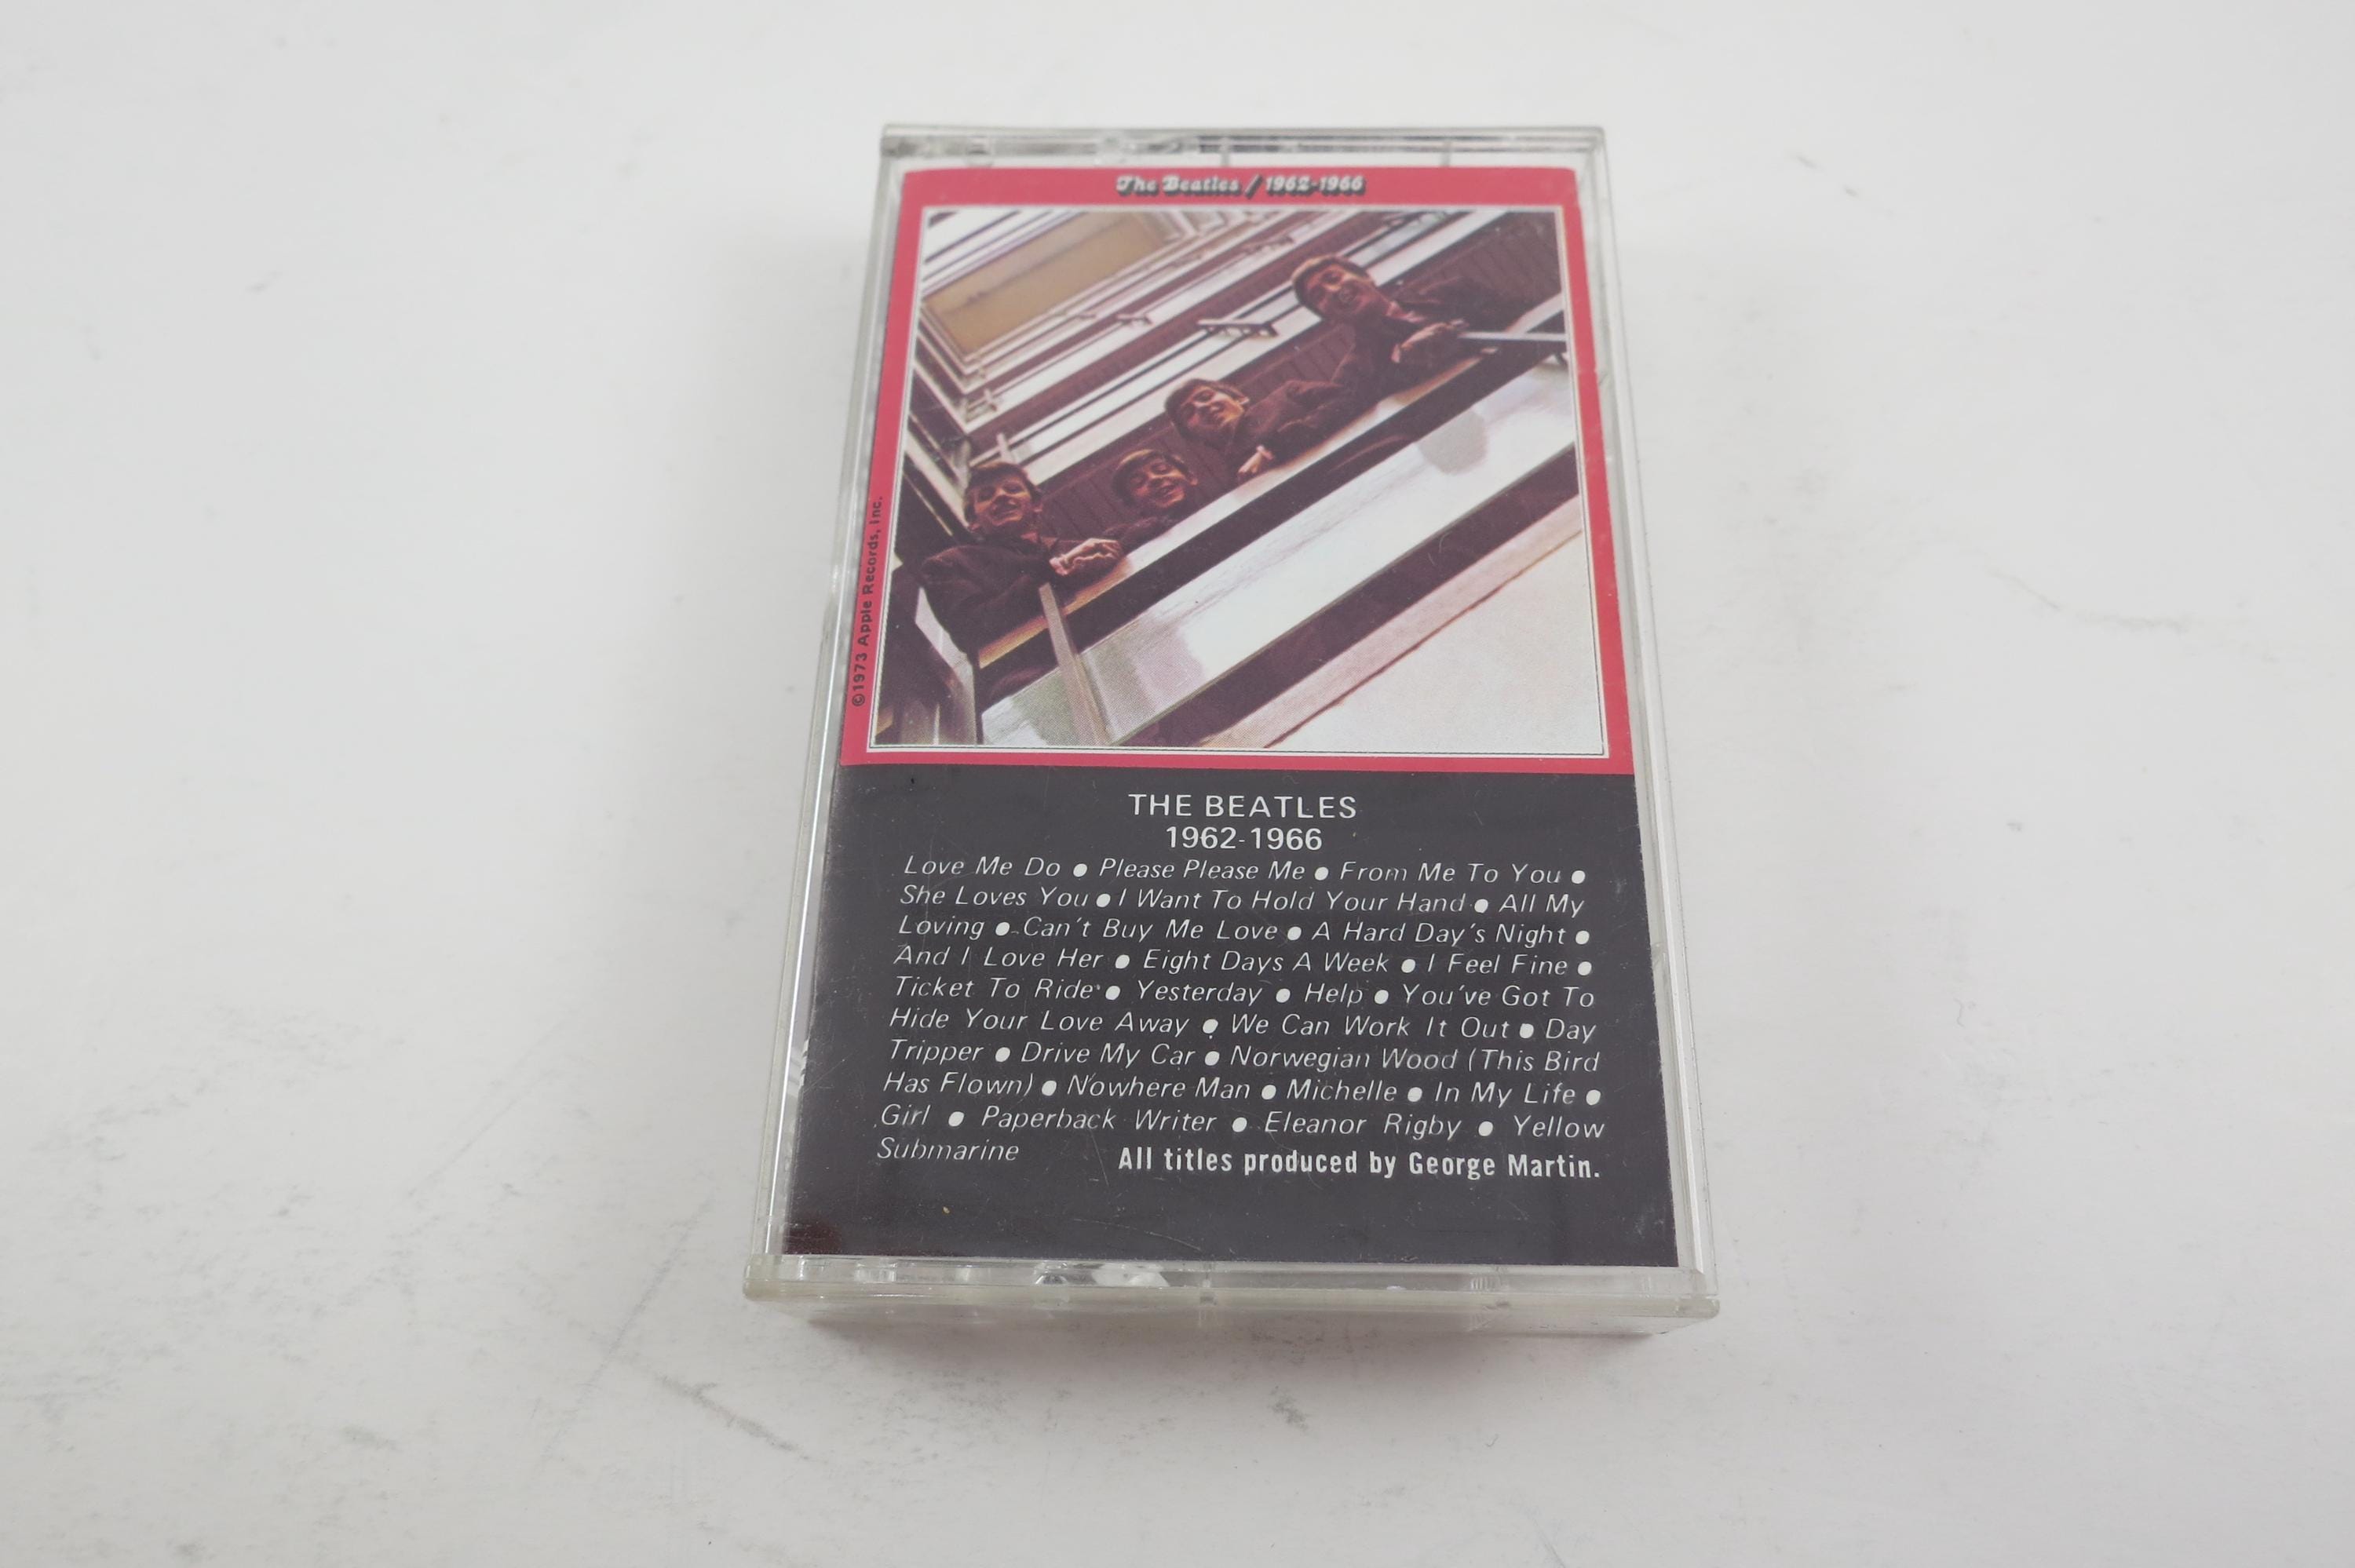 The Beatles / 1962-1966
©1973 Apple Records, Inc.
THE BEATLES
1962-1966
Love Me Do ● Please Please Me ● From Me To You ●
She Loves You ● I Want To Hold Your Hand ● All My
Loving ● Can't Buy Me Love ● A Hard Day's Night ●
And I Love Her ● Eight Days A Week ● I Feel Fine ●
Ticket To Ride ● Yesterday ● Help ● You've Got To
Hide Your Love Away ● We Can Work It Out ● Day
Tripper ● Drive My Car ● Norwegian Wood (This Bird
Has Flown) ● Nowhere Man ● Michelle ● In My Life ●
Girl ● Paperback Writer ● Eleanor Rigby ● Yellow
Submarine All titles produced by George Martin.